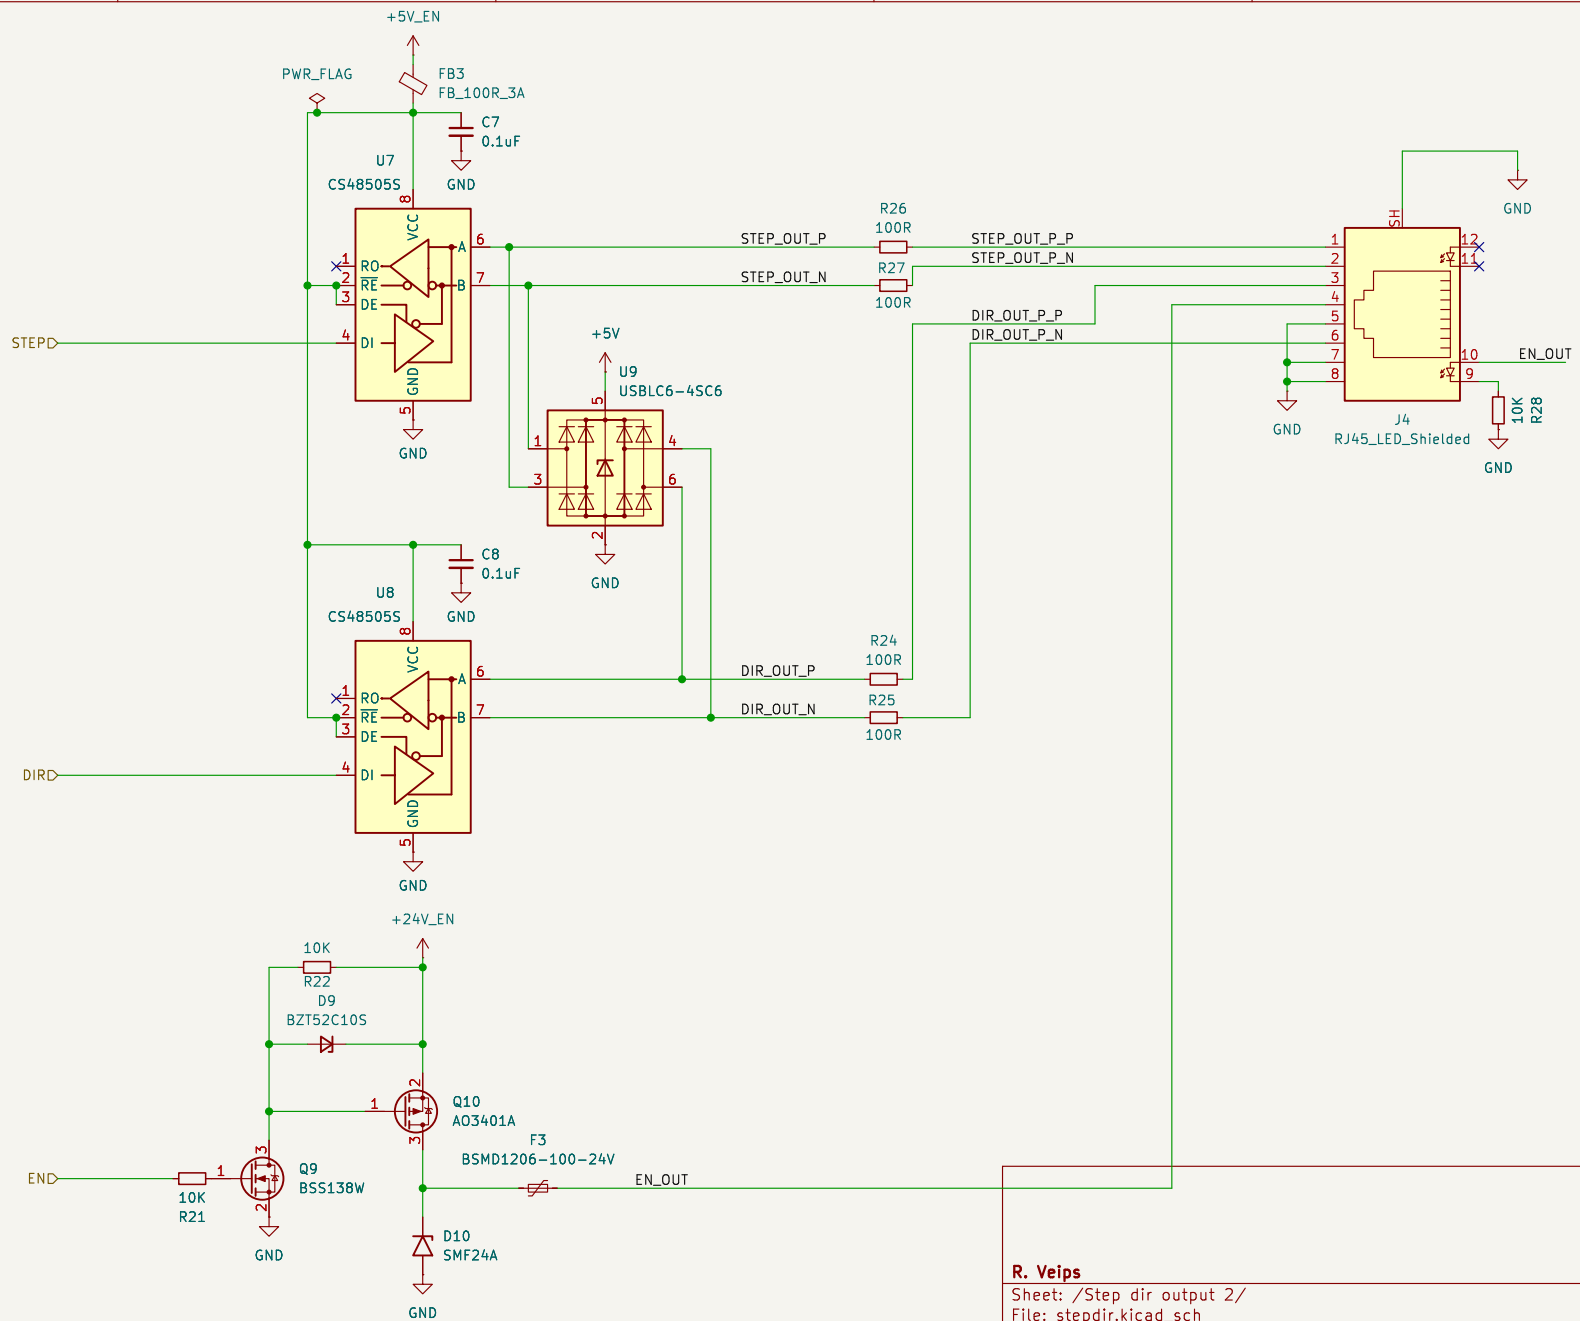 +5V_EN
PWR_FLAG
FB3
FB_100R_3A
C7
0.1uF
GND
U7
CS48505S
8
VCC
1
RO
2
RE
3
DE
4
DI
6
A
7
B
GND
5
GND
STEP
STEP_OUT_P
STEP_OUT_N
R26
100R
R27
100R
STEP_OUT_P_P
STEP_OUT_P_N
DIR_OUT_P_P
DIR_OUT_P_N
GND
SH
1
2
3
4
5
6
7
8
12
11
10
9
EN_OUT
10K
R28
GND
J4
RJ45_LED_Shielded
GND
+5V
U9
USBLC6-4SC6
5
1
3
4
6
2
GND
C8
0.1uF
GND
U8
CS48505S
8
VCC
1
RO
2
RE
3
DE
4
DI
6
A
7
B
GND
5
GND
DIR
DIR_OUT_P
DIR_OUT_N
R24
100R
R25
100R
+24V_EN
10K
R22
D9
BZT52C10S
2
1
3
Q10
AO3401A
F3
BSMD1206-100-24V
EN_OUT
EN
10K
R21
1
3
2
Q9
BSS138W
GND
D10
SMF24A
GND
R. Veips
Sheet: /Step dir output 2/
File: stepdir.kicad_sch